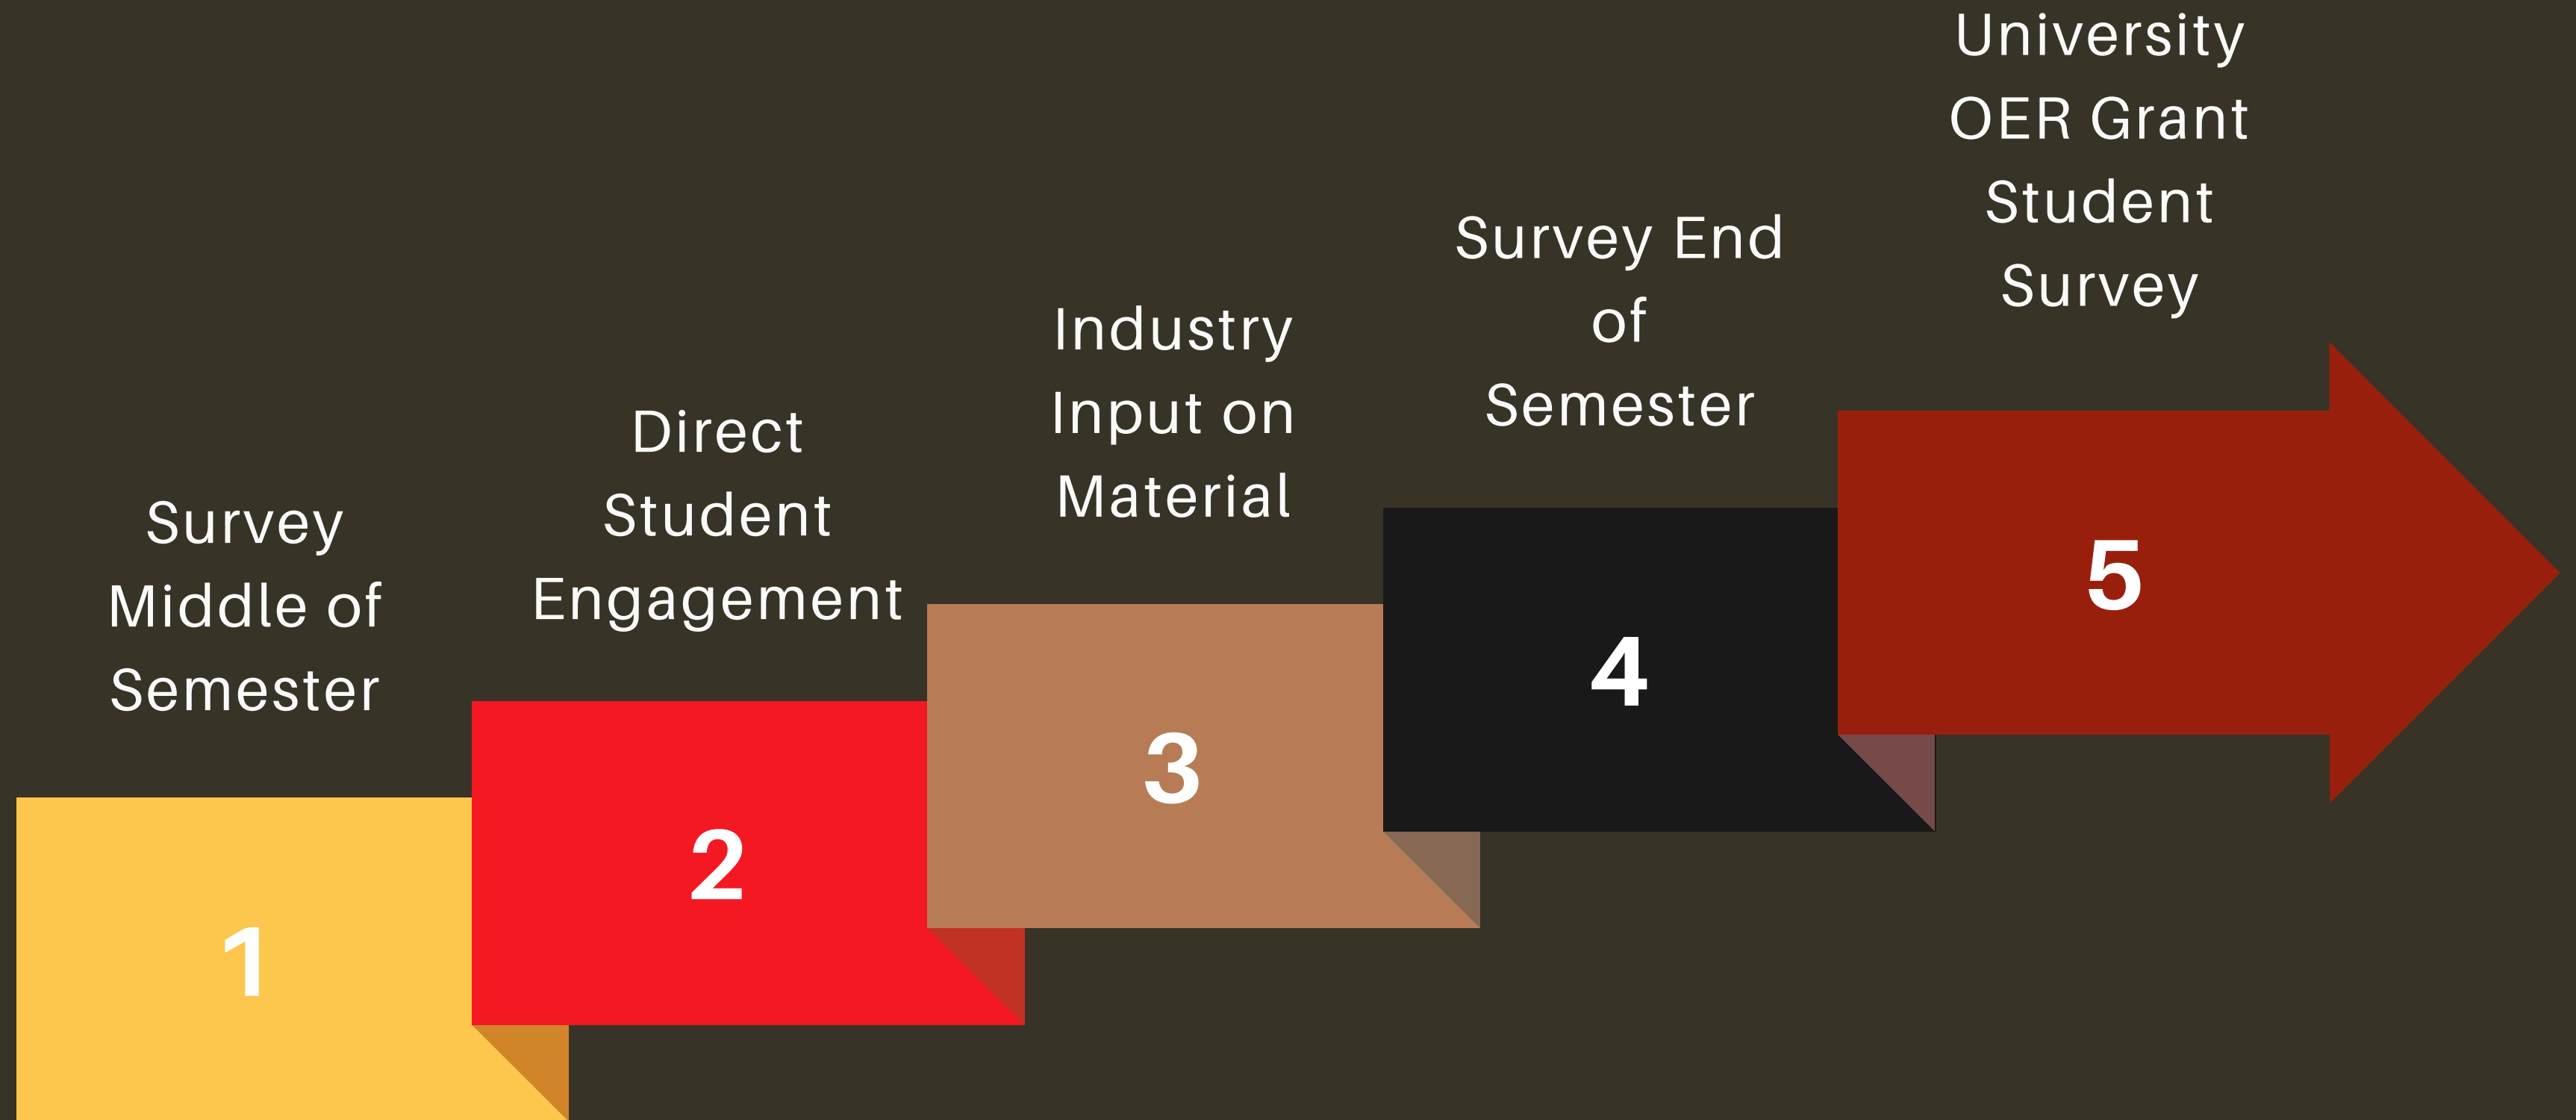 Survey
Middle of
Semester
1
Direct
Student
Engagement
2
Industry
Input on
Material
3
Survey End
of
Semester
4
University
OER Grant
Student
Survey
5